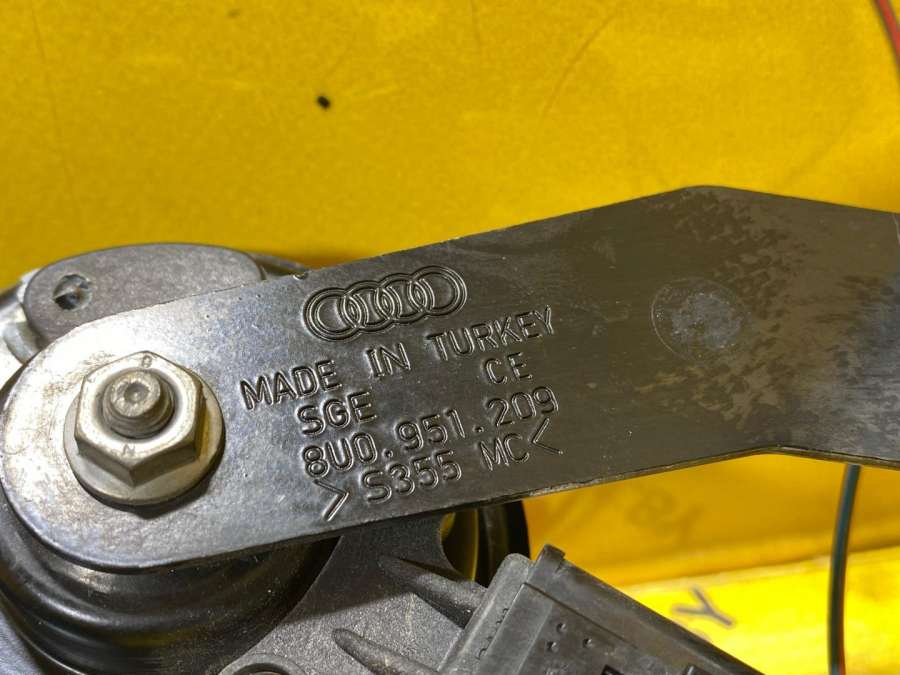 MADE IN TURKEY
SGE CE
8U0.951.209
>S355 MC<